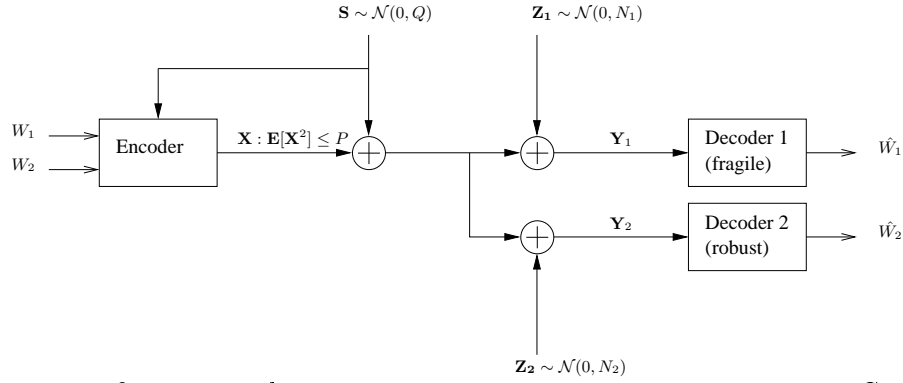 S ∼ 𝒩(0, Q)
Z₁ ∼ 𝒩(0, N₁)
W₁
W₂
Encoder
X : E[X²] ≤ P
Y₁
Decoder 1
(fragile)
Ŵ₁
Y₂
Decoder 2
(robust)
Ŵ₂
Z₂ ∼ 𝒩(0, N₂)